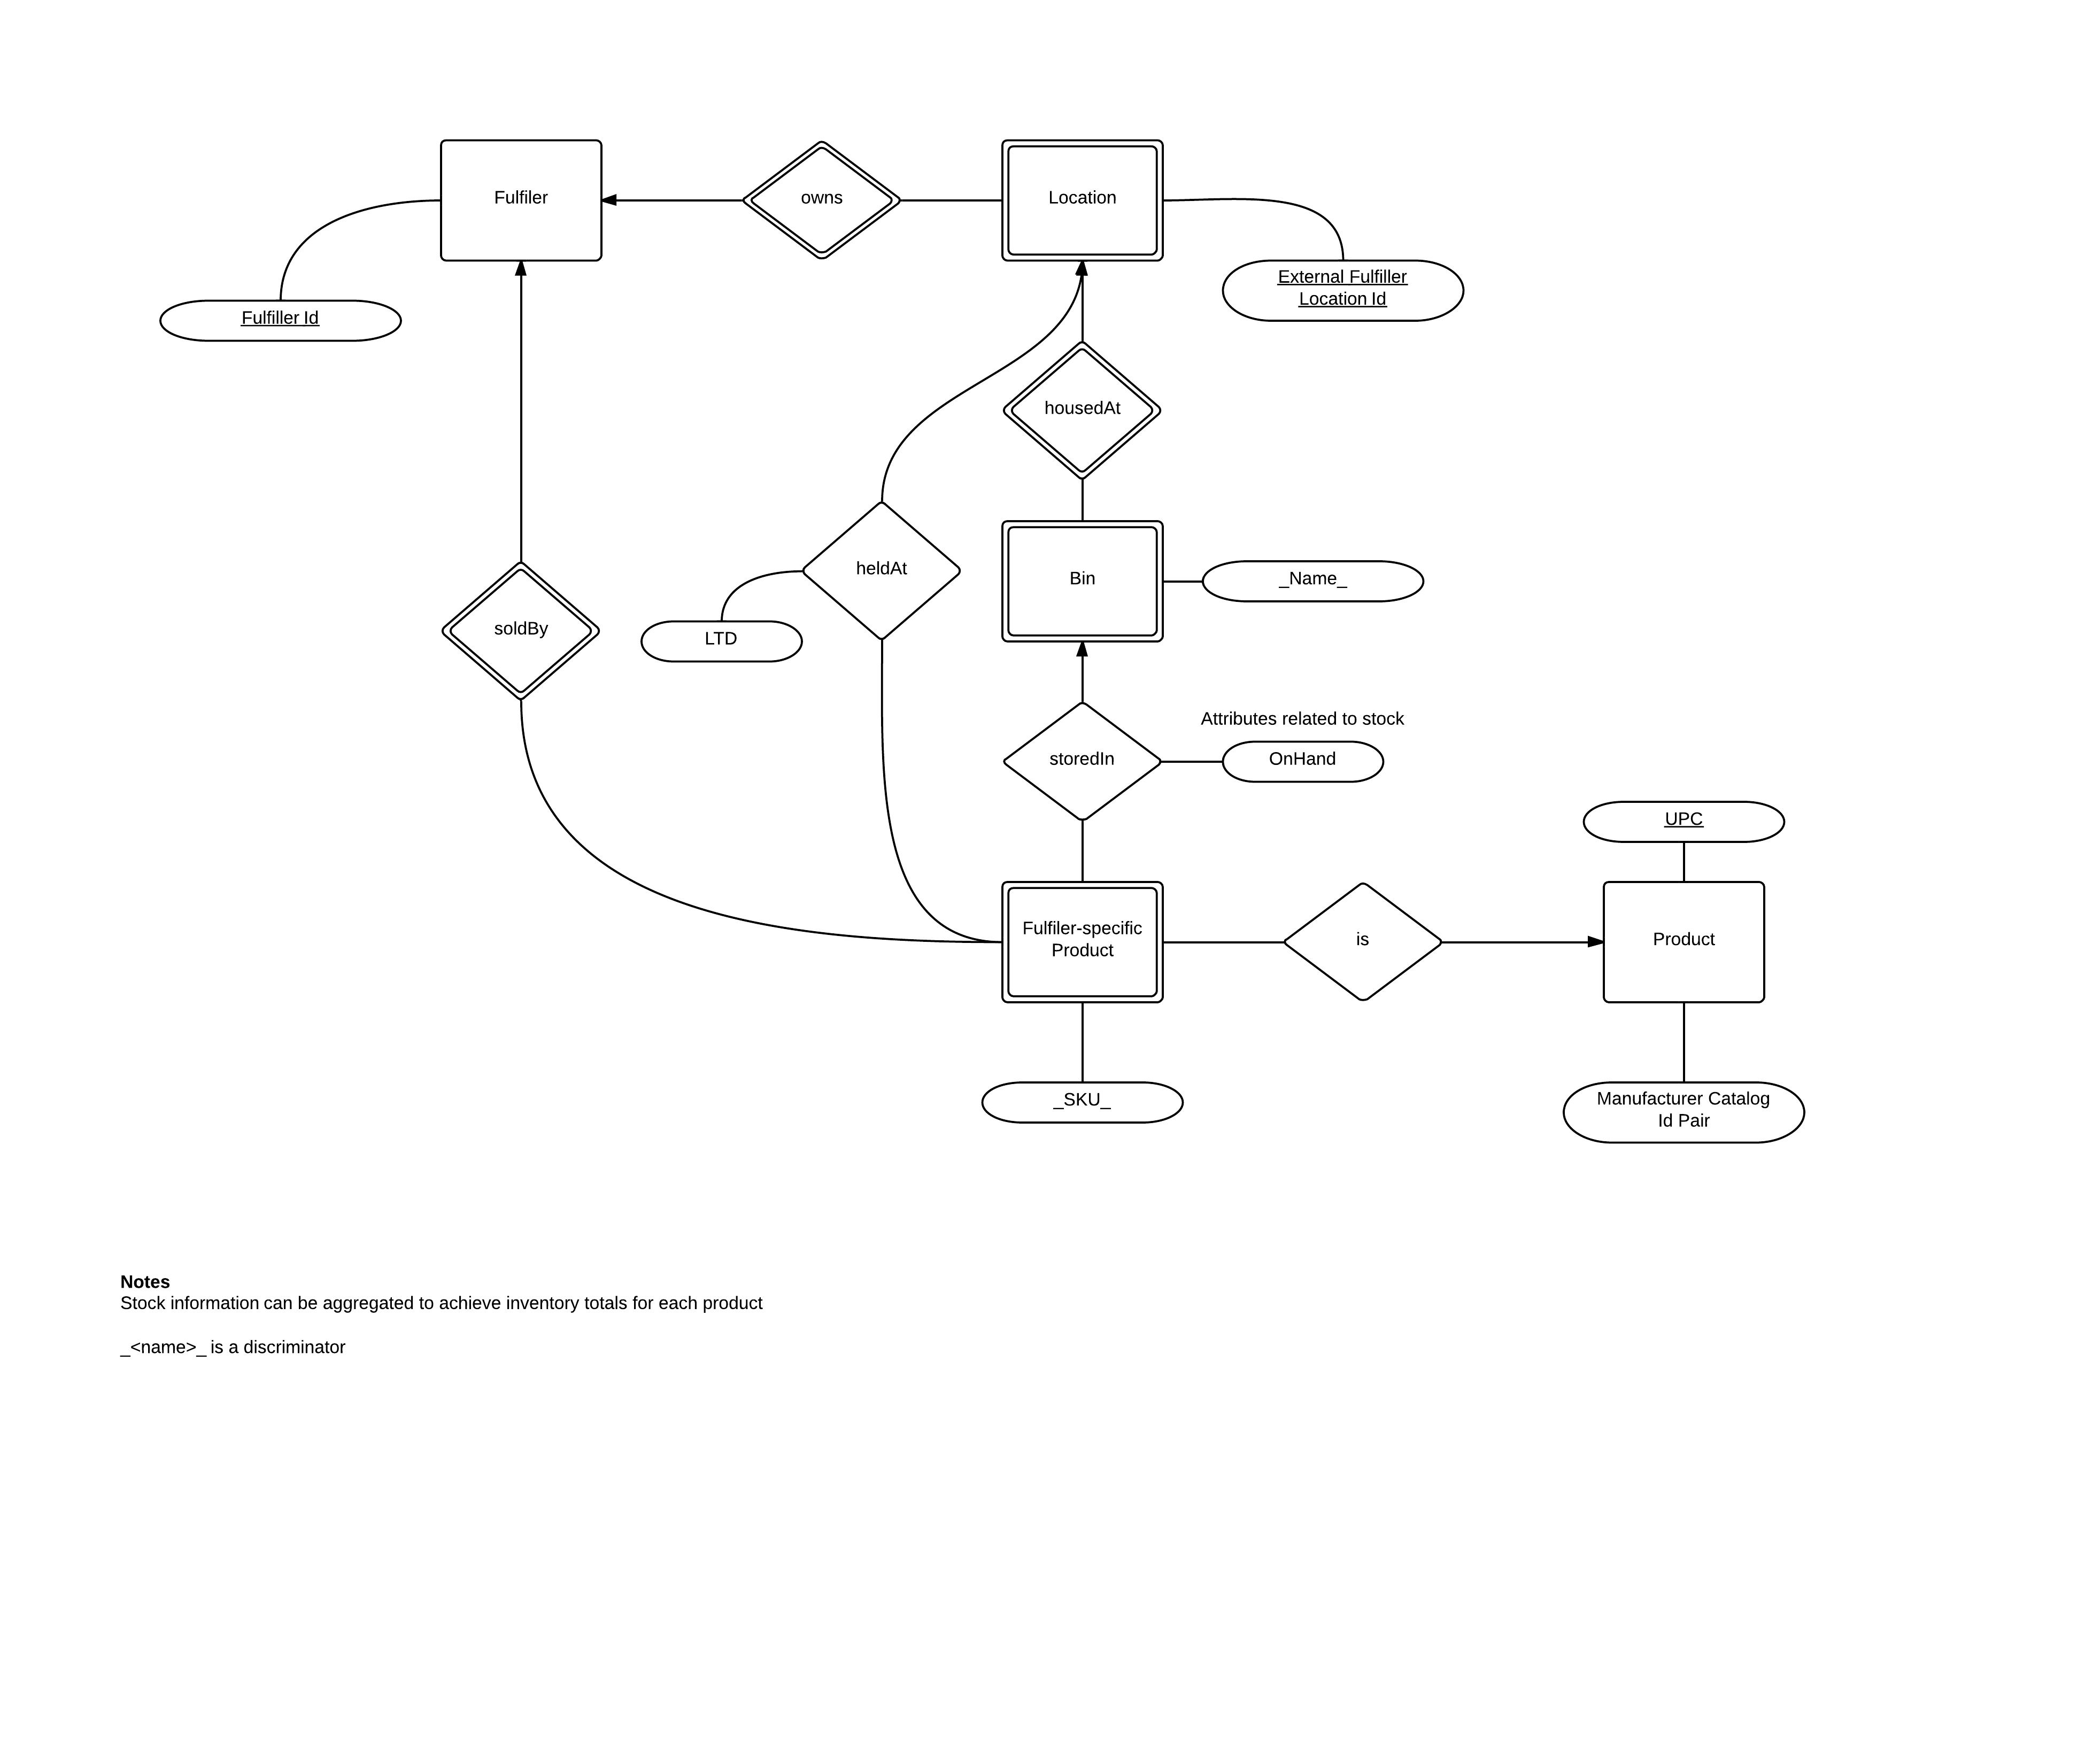 Fulfiler
owns
Location
External Fulfiller
Location Id
Fulfiller Id
housedAt
heldAt
Bin
_Name_
soldBy
LTD
Attributes related to stock
storedIn
OnHand
UPC
Fulfiler-specific
Product
is
Product
_SKU_
Manufacturer Catalog
Id Pair
Notes
Stock information can be aggregated to achieve inventory totals for each product
_<name>_ is a discriminator